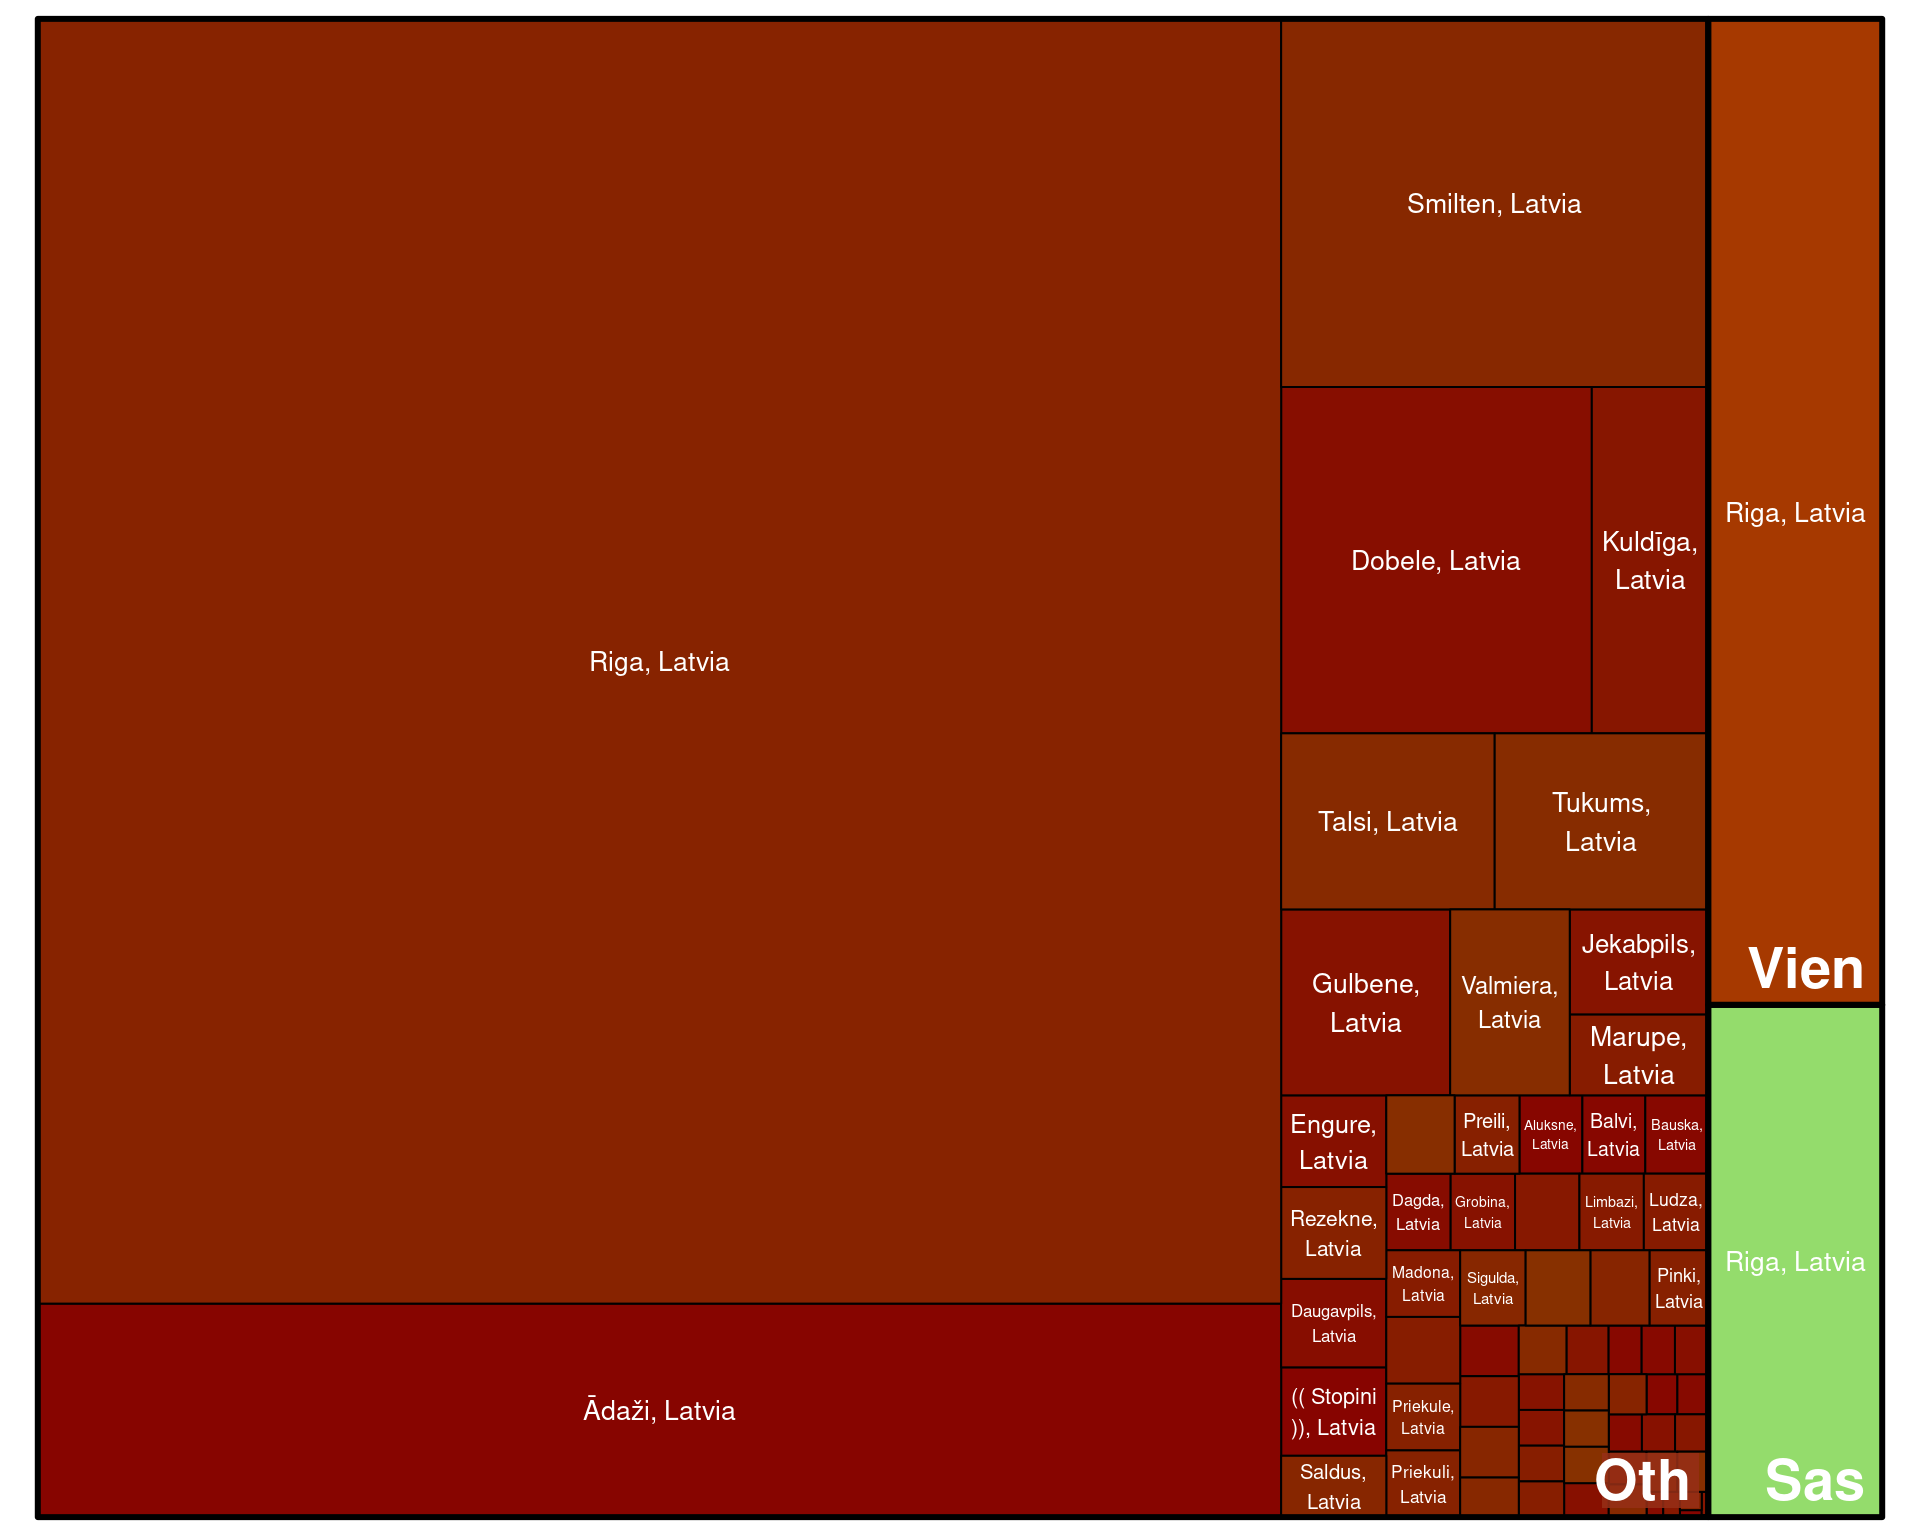 Riga, Latvia
Ādaži, Latvia
Smilten, Latvia
Dobele, Latvia
Kuldīga,
Latvia
Talsi, Latvia
Tukums,
Latvia
Gulbene,
Latvia
Valmiera,
Latvia
Jekabpils,
Latvia
Marupe,
Latvia
Engure,
Latvia
Rezekne,
Latvia
Daugavpils,
Latvia
(( Stopini
)), Latvia
Saldus,
Latvia
Preili,
Latvia
Aluksne,
Latvia
Balvi,
Latvia
Bauska,
Latvia
Dagda,
Latvia
Grobina,
Latvia
Limbazi,
Latvia
Ludza,
Latvia
Madona,
Latvia
Sigulda,
Latvia
Pinki,
Latvia
Priekule,
Latvia
Priekuli,
Latvia
Oth
Riga, Latvia
Vien
Riga, Latvia
Sas